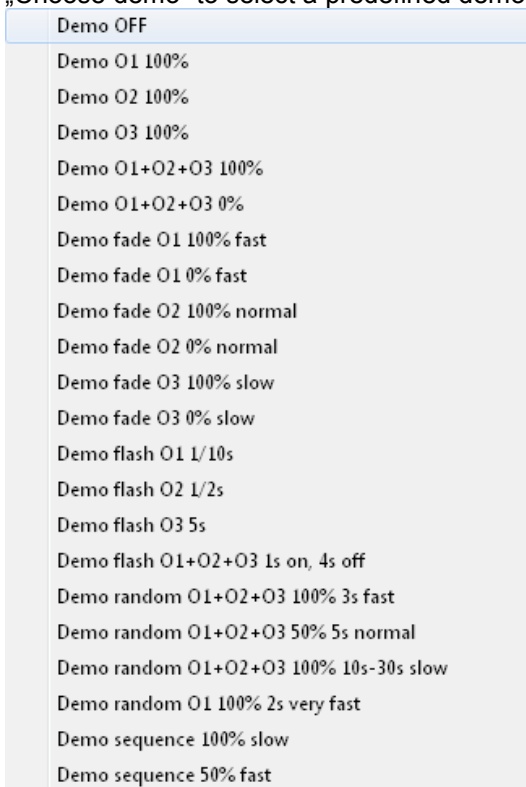 „Choose demo“ to select a predefined demo
Demo OFF
Demo O1 100%
Demo O2 100%
Demo O3 100%
Demo O1+O2+O3 100%
Demo O1+O2+O3 0%
Demo fade O1 100% fast
Demo fade O1 0% fast
Demo fade O2 100% normal
Demo fade O2 0% normal
Demo fade O3 100% slow
Demo fade O3 0% slow
Demo flash O1 1/10s
Demo flash O2 1/2s
Demo flash O3 5s
Demo flash O1+O2+O3 1s on, 4s off
Demo random O1+O2+O3 100% 3s fast
Demo random O1+O2+O3 50% 5s normal
Demo random O1+O2+O3 100% 10s-30s slow
Demo random O1 100% 2s very fast
Demo sequence 100% slow
Demo sequence 50% fast